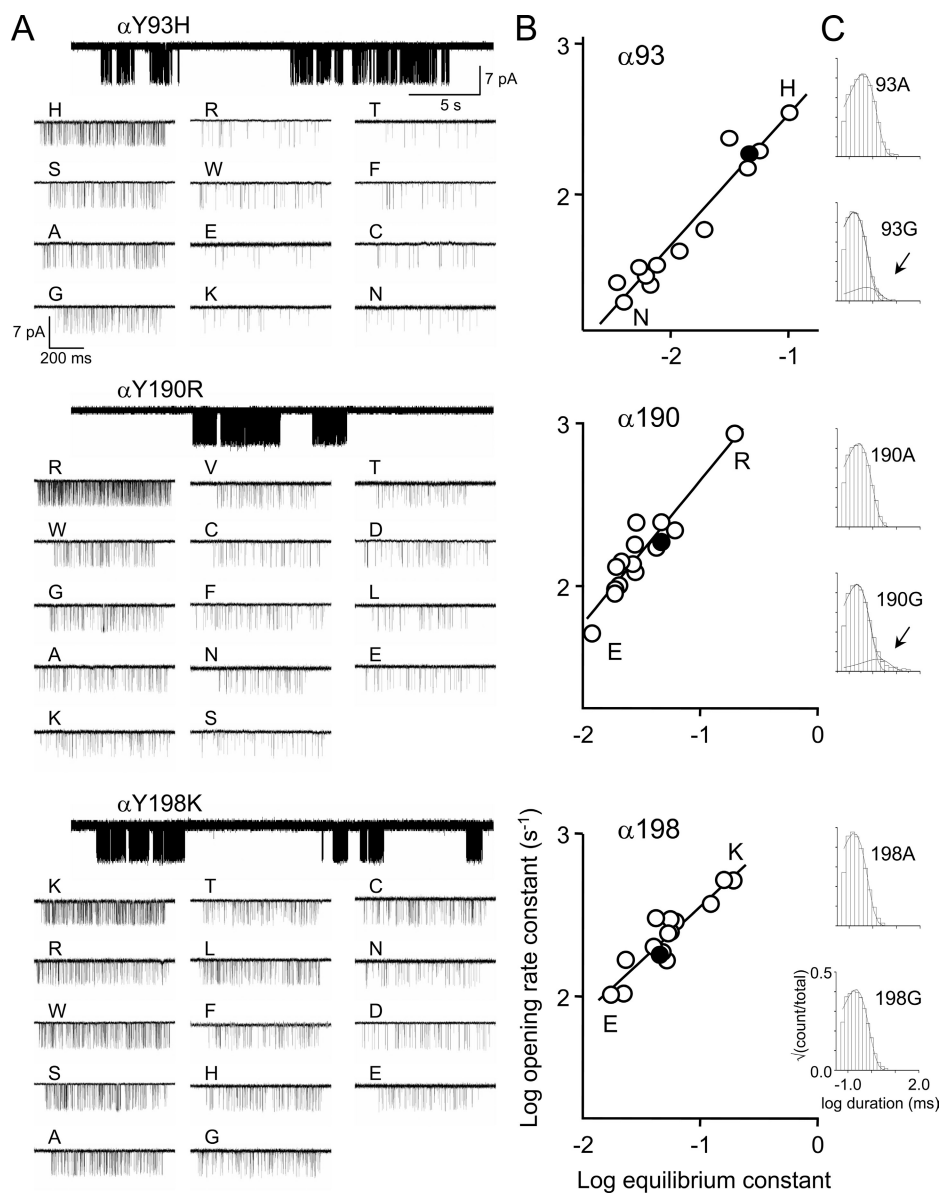 A
αY93H
7 pA
5 s
H R T
S W F
A E C
G K N
7 pA
200 ms
αY190R
R V T
W C D
G F L
A N E
K S
αY198K
K T C
R L N
W F D
S H E
A G
B
3
α93
H
2
N
-2 -1
3
α190
R
2
E
-2 -1 0
3
α198
K
2
E
-2 -1 0
Log opening rate constant (s⁻¹)
Log equilibrium constant
C
93A
93G
190A
190G
198A
0.5
198G
√(count/total)
0.0
-1.0 2.0
log duration (ms)